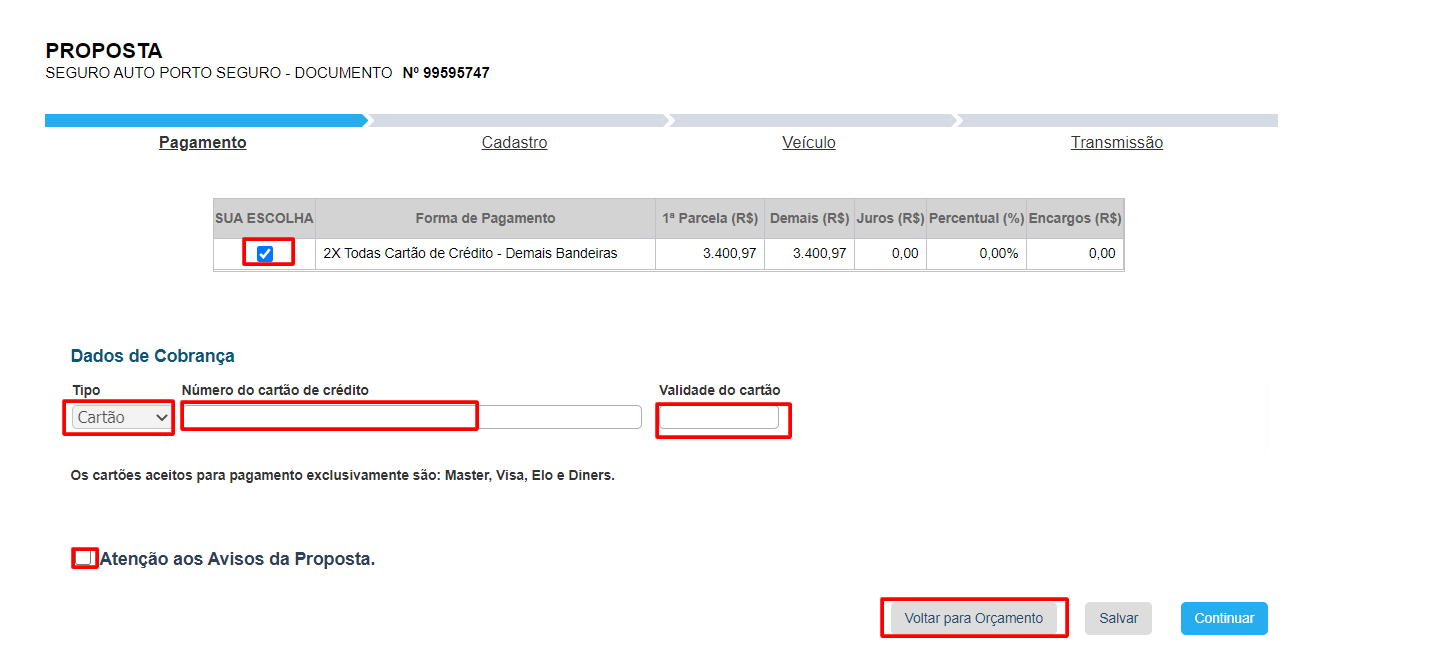 PROPOSTA
SEGURO AUTO PORTO SEGURO - DOCUMENTO Nº 99595747
Pagamento Cadastro Veículo Transmissão
SUA ESCOLHA Forma de Pagamento 1ª Parcela (R$) Demais (R$) Juros (R$) Percentual (%) Encargos (R$)
2X Todas Cartão de Crédito - Demais Bandeiras 3.400,97 3.400,97 0,00 0,00% 0,00
Dados de Cobrança
Tipo Número do cartão de crédito Validade do cartão
Cartão
Os cartões aceitos para pagamento exclusivamente são: Master, Visa, Elo e Diners.
Atenção aos Avisos da Proposta.
Voltar para Orçamento Salvar Continuar